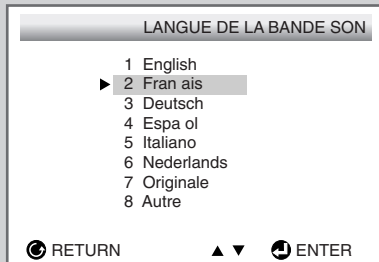 LANGUE DE LA BANDE SON
1 English
2 Fran ais
3 Deutsch
4 Espa ol
5 Italiano
6 Nederlands
7 Originale
8 Autre
RETURN ▲ ▼ ENTER